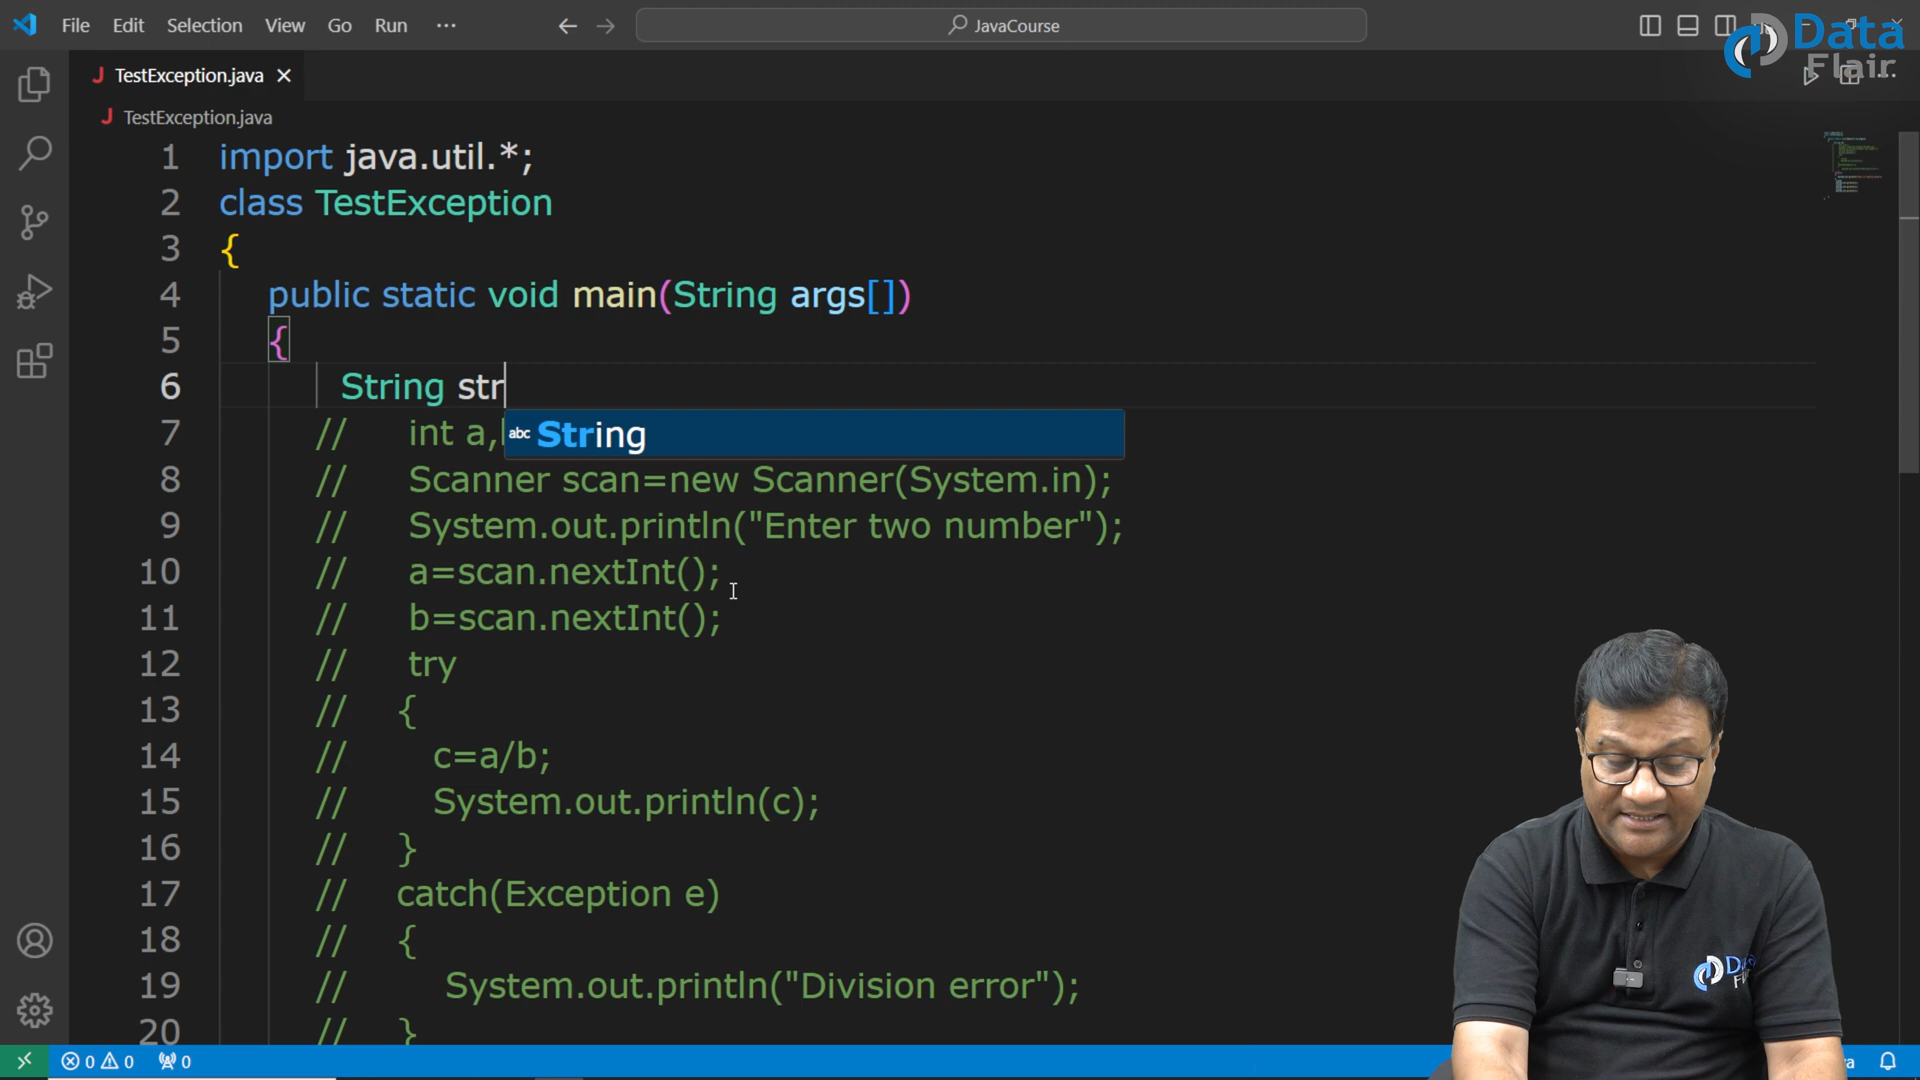 File Edit Selection View Go Run ··· JavaCourse
Data
Flair
J TestException.java
J TestException.java
1 import java.util.*;
2 class TestException
3 {
4 public static void main(String args[])
5 {
6 String str
abc String
7 // int a,
8 // Scanner scan=new Scanner(System.in);
9 // System.out.println("Enter two number");
10 // a=scan.nextInt();
11 // b=scan.nextInt();
12 // try
13 // {
14 // c=a/b;
15 // System.out.println(c);
16 // }
17 // catch(Exception e)
18 // {
19 // System.out.println("Division error");
20 // }
0 0 0